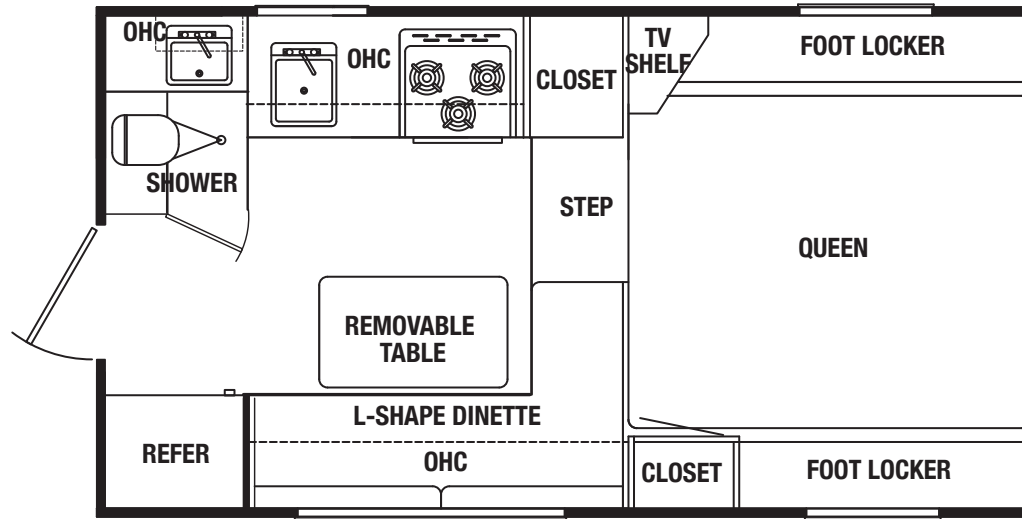 OHC
OHC
TV
SHELF
FOOT LOCKER
CLOSET
SHOWER
STEP
QUEEN
REMOVABLE
TABLE
L-SHAPE DINETTE
REFER
OHC
CLOSET
FOOT LOCKER